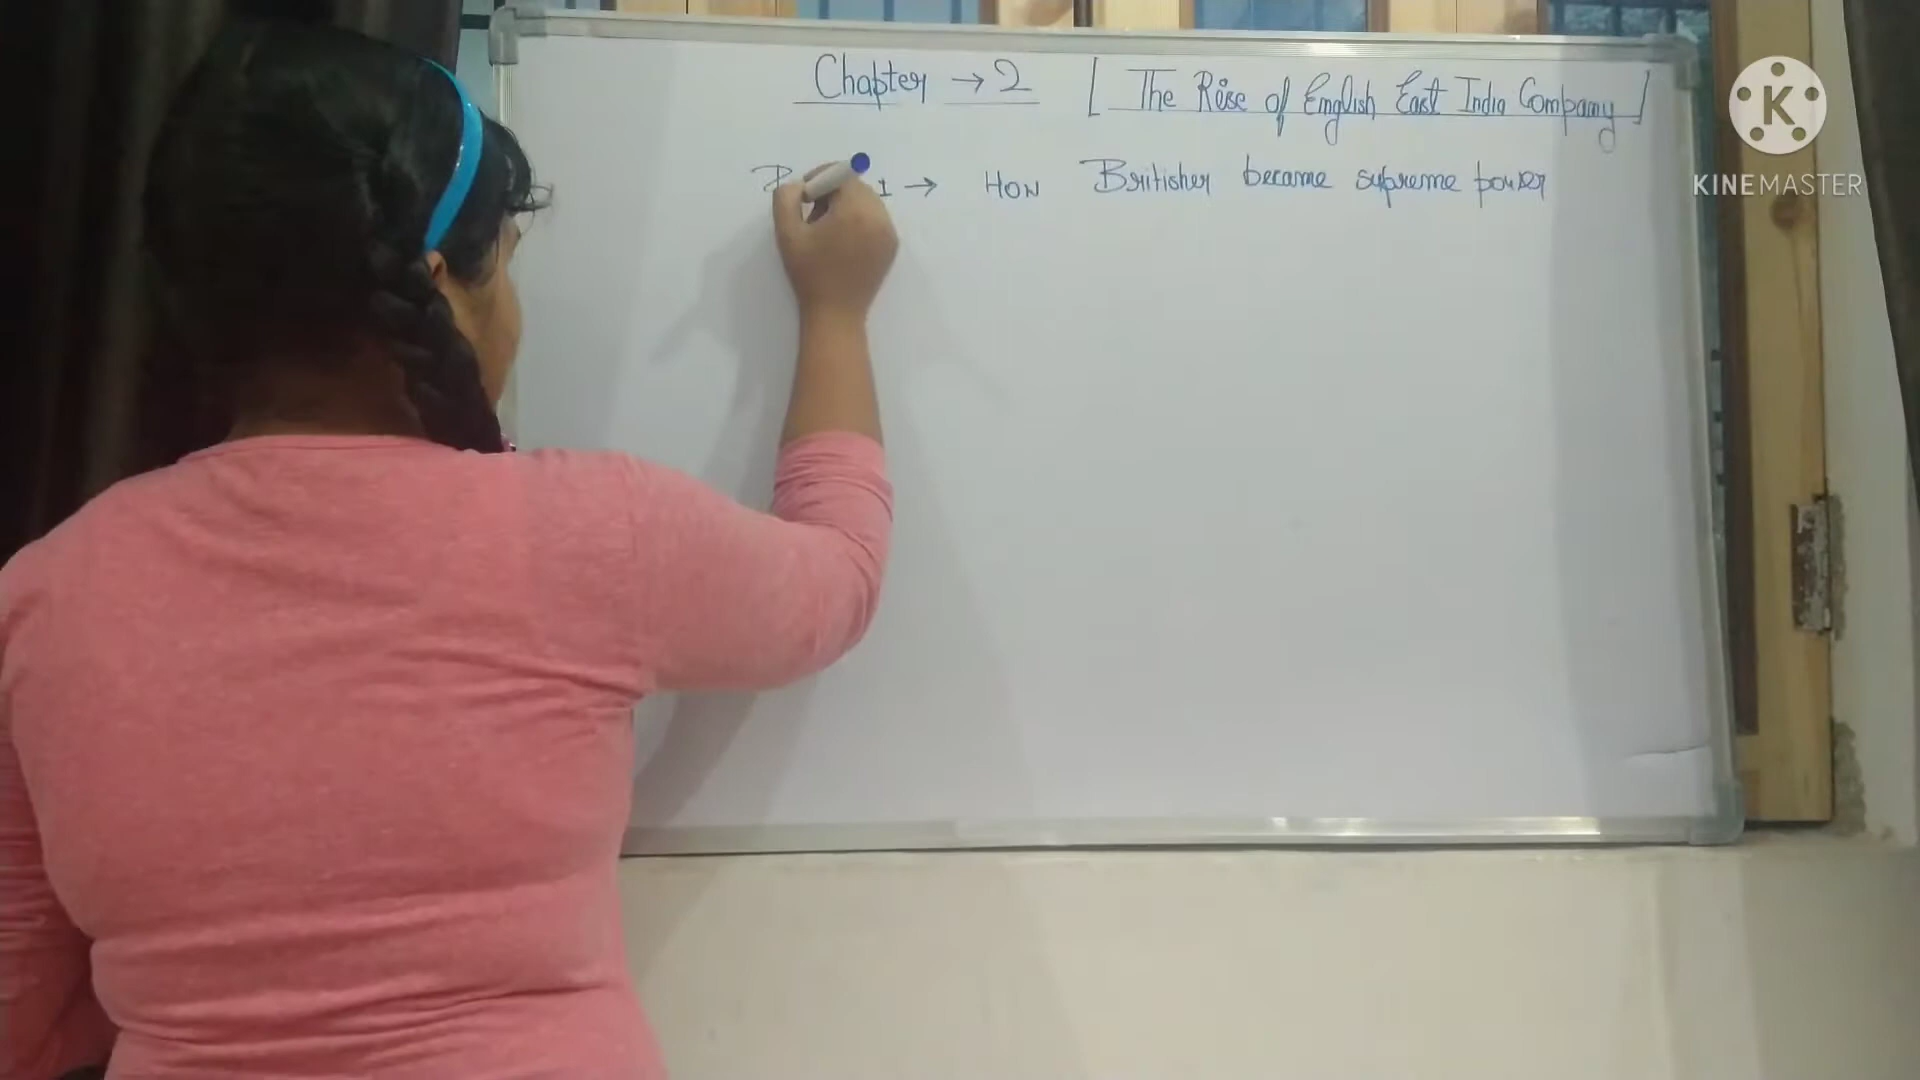 Chapter → 2 [ The Rise of English East India Company ]
1 → How Britisher became supreme power
K
KINEMASTER